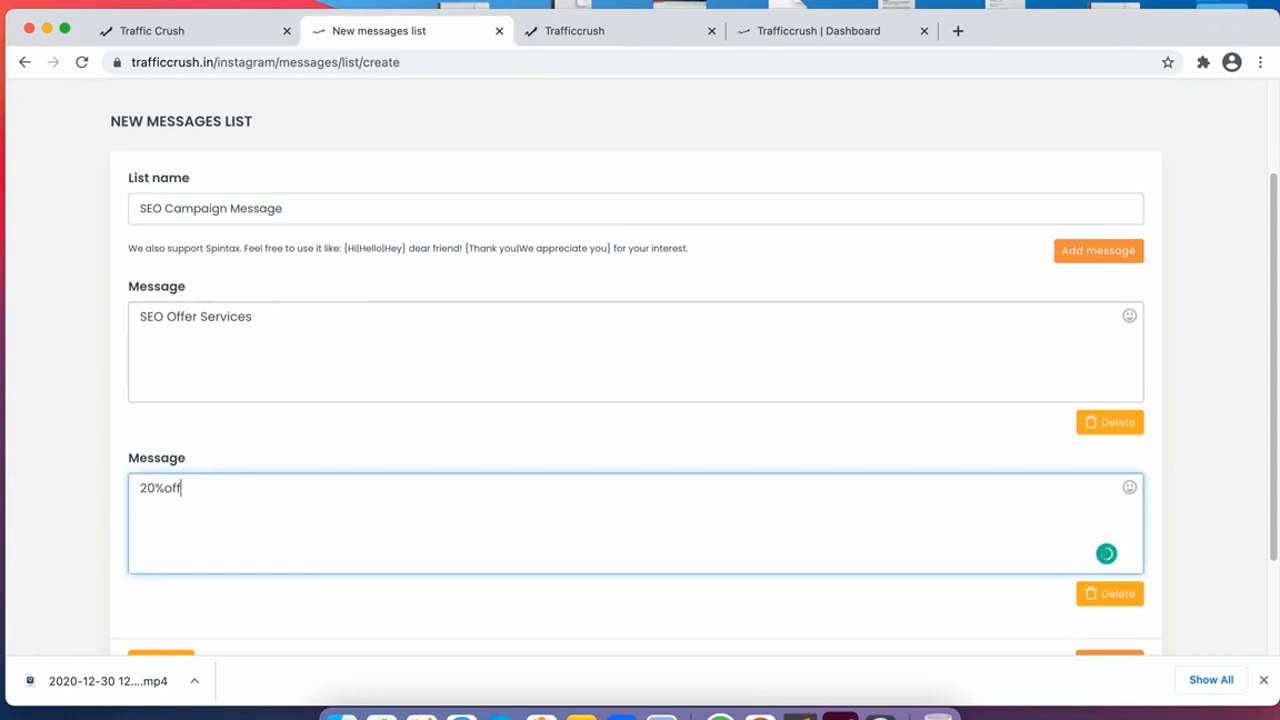 Traffic Crush
New messages list
Trafficcrush
Trafficcrush | Dashboard
trafficcrush.in/instagram/messages/list/create
NEW MESSAGES LIST
List name
SEO Campaign Message
We also support Spintax. Feel free to use it like: {Hi|Hello|Hey} dear friend! {Thank you|We appreciate you} for your interest.
Add message
Message
SEO Offer Services
Delete
Message
20%off
Delete
2020-12-30 12....mp4
Show All